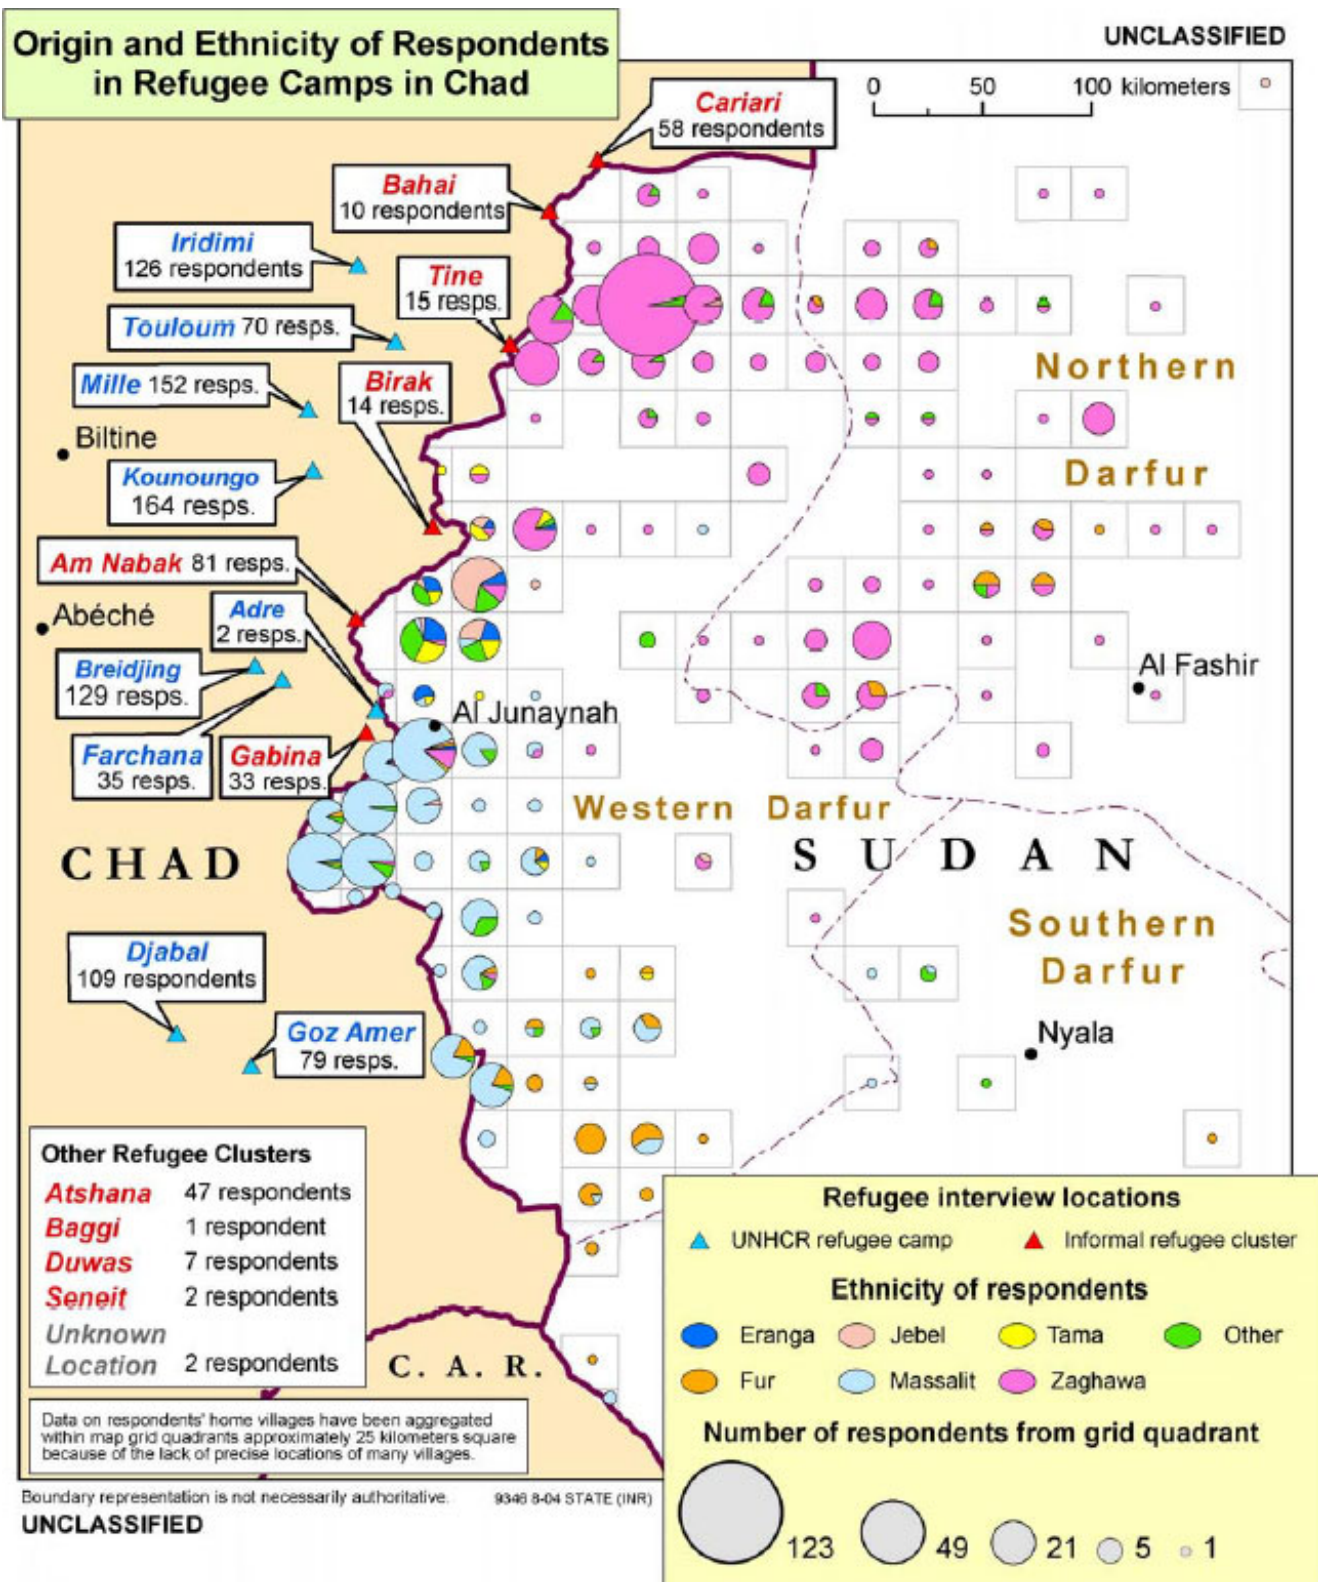 Origin and Ethnicity of Respondents
in Refugee Camps in Chad
UNCLASSIFIED
0 50 100 kilometers
Cariari
58 respondents
Bahai
10 respondents
Iridimi
126 respondents
Tine
15 resps.
Touloum 70 resps.
Mille 152 resps.
Birak
14 resps.
Northern
Darfur
Biltine
Kounoungo
164 resps.
Am Nabak 81 resps.
Abéché
Adre
2 resps.
Breidjing
129 resps.
Al Fashir
Al Junaynah
Farchana
35 resps.
Gabina
33 resps.
Western Darfur
CHAD
SUDAN
Southern
Darfur
Djabal
109 respondents
Goz Amer
79 resps.
Nyala
Other Refugee Clusters
Atshana 47 respondents
Baggi 1 respondent
Duwas 7 respondents
Seneit 2 respondents
Unknown
Location 2 respondents
C. A. R.
Data on respondents' home villages have been aggregated
within map grid quadrants approximately 25 kilometers square
because of the lack of precise locations of many villages.
Boundary representation is not necessarily authoritative. 9346 8-04 STATE (INR)
UNCLASSIFIED
Refugee interview locations
UNHCR refugee camp Informal refugee cluster
Ethnicity of respondents
Eranga Jebel Tama Other
Fur Massalit Zaghawa
Number of respondents from grid quadrant
123 49 21 5 1